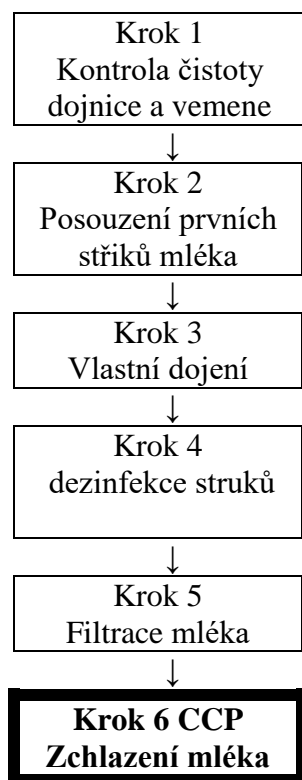 Krok 1
Kontrola čistoty
dojnice a vemene
↓
Krok 2
Posouzení prvních
střiků mléka
↓
Krok 3
Vlastní dojení
↓
Krok 4
dezinfekce struků
↓
Krok 5
Filtrace mléka
↓
Krok 6 CCP
Zchlazení mléka